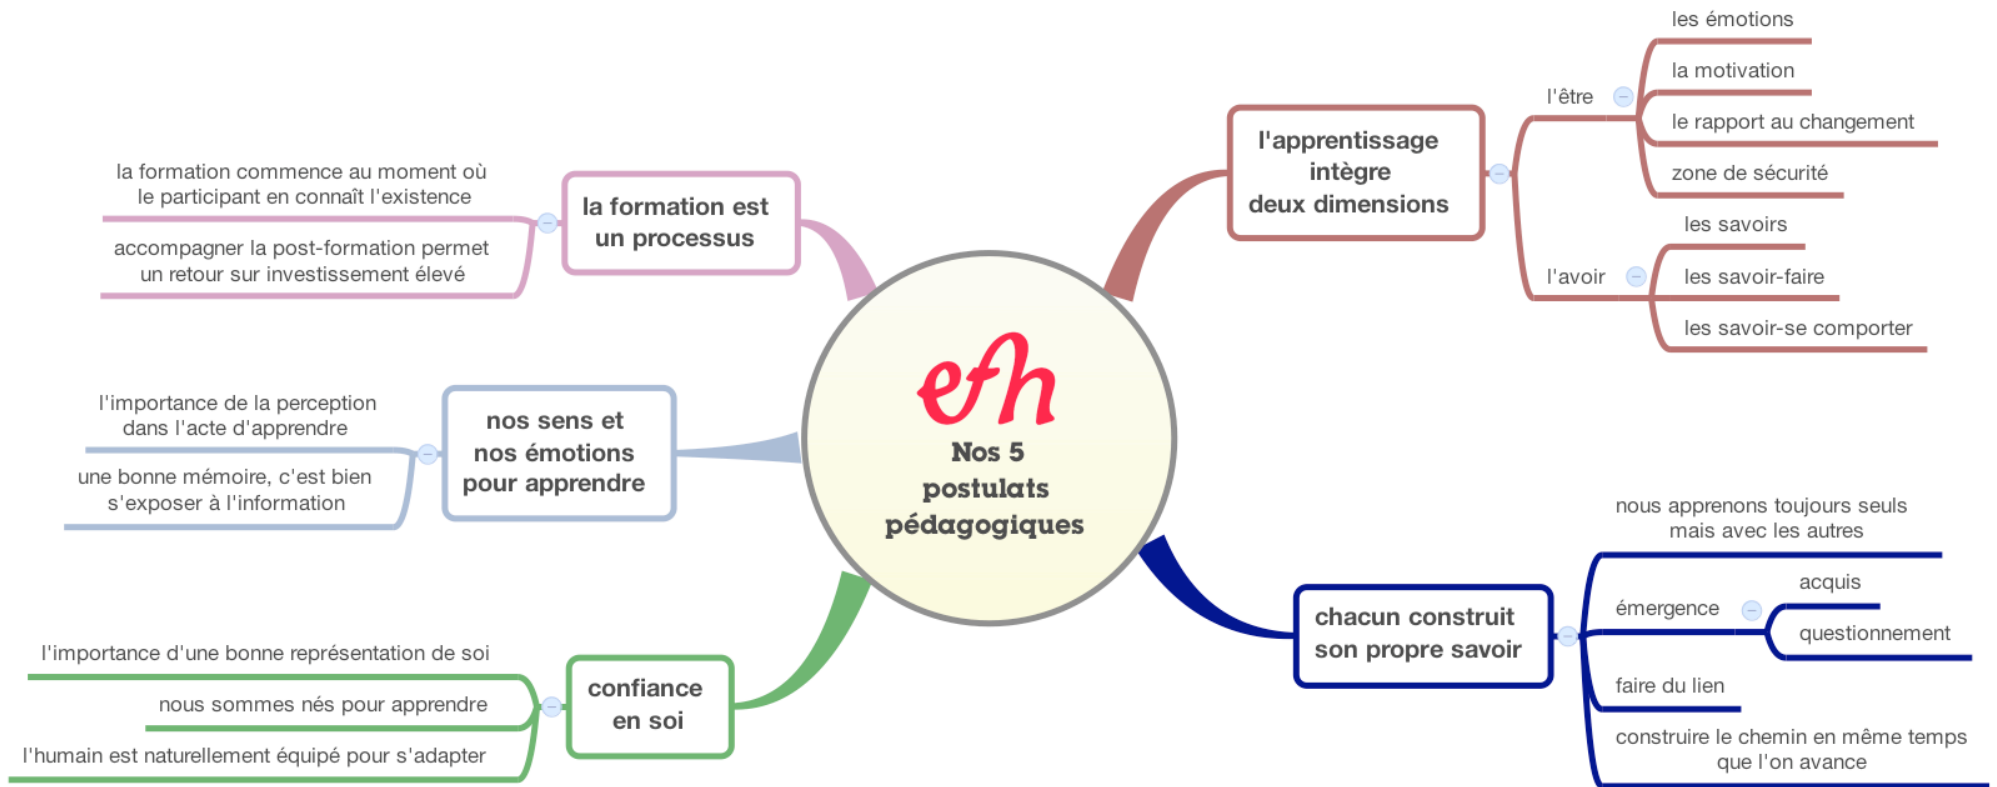 efh
Nos 5
postulats
pédagogiques
l'apprentissage
intègre
deux dimensions
l'être
les émotions
la motivation
le rapport au changement
zone de sécurité
l'avoir
les savoirs
les savoir-faire
les savoir-se comporter
chacun construit
son propre savoir
nous apprenons toujours seuls
mais avec les autres
émergence
acquis
questionnement
faire du lien
construire le chemin en même temps
que l'on avance
confiance
en soi
l'importance d'une bonne représentation de soi
nous sommes nés pour apprendre
l'humain est naturellement équipé pour s'adapter
nos sens et
nos émotions
pour apprendre
l'importance de la perception
dans l'acte d'apprendre
une bonne mémoire, c'est bien
s'exposer à l'information
la formation est
un processus
la formation commence au moment où
le participant en connaît l'existence
accompagner la post-formation permet
un retour sur investissement élevé